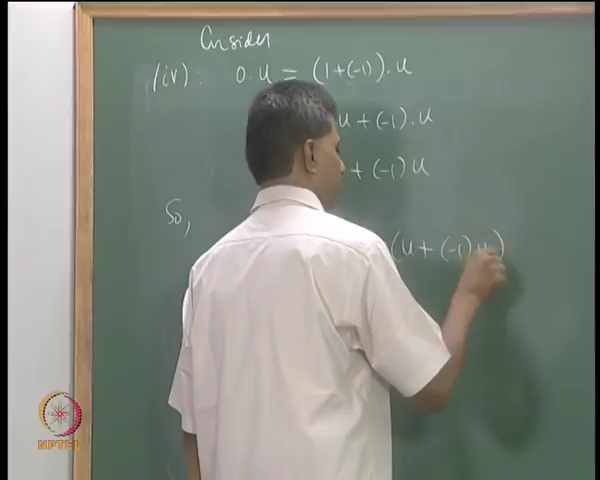 Consider
(iv): 0.u = (1+(-1)).u
u + (-1).u
+ (-1)u
So,
(u + (-1)u)
NPTEL